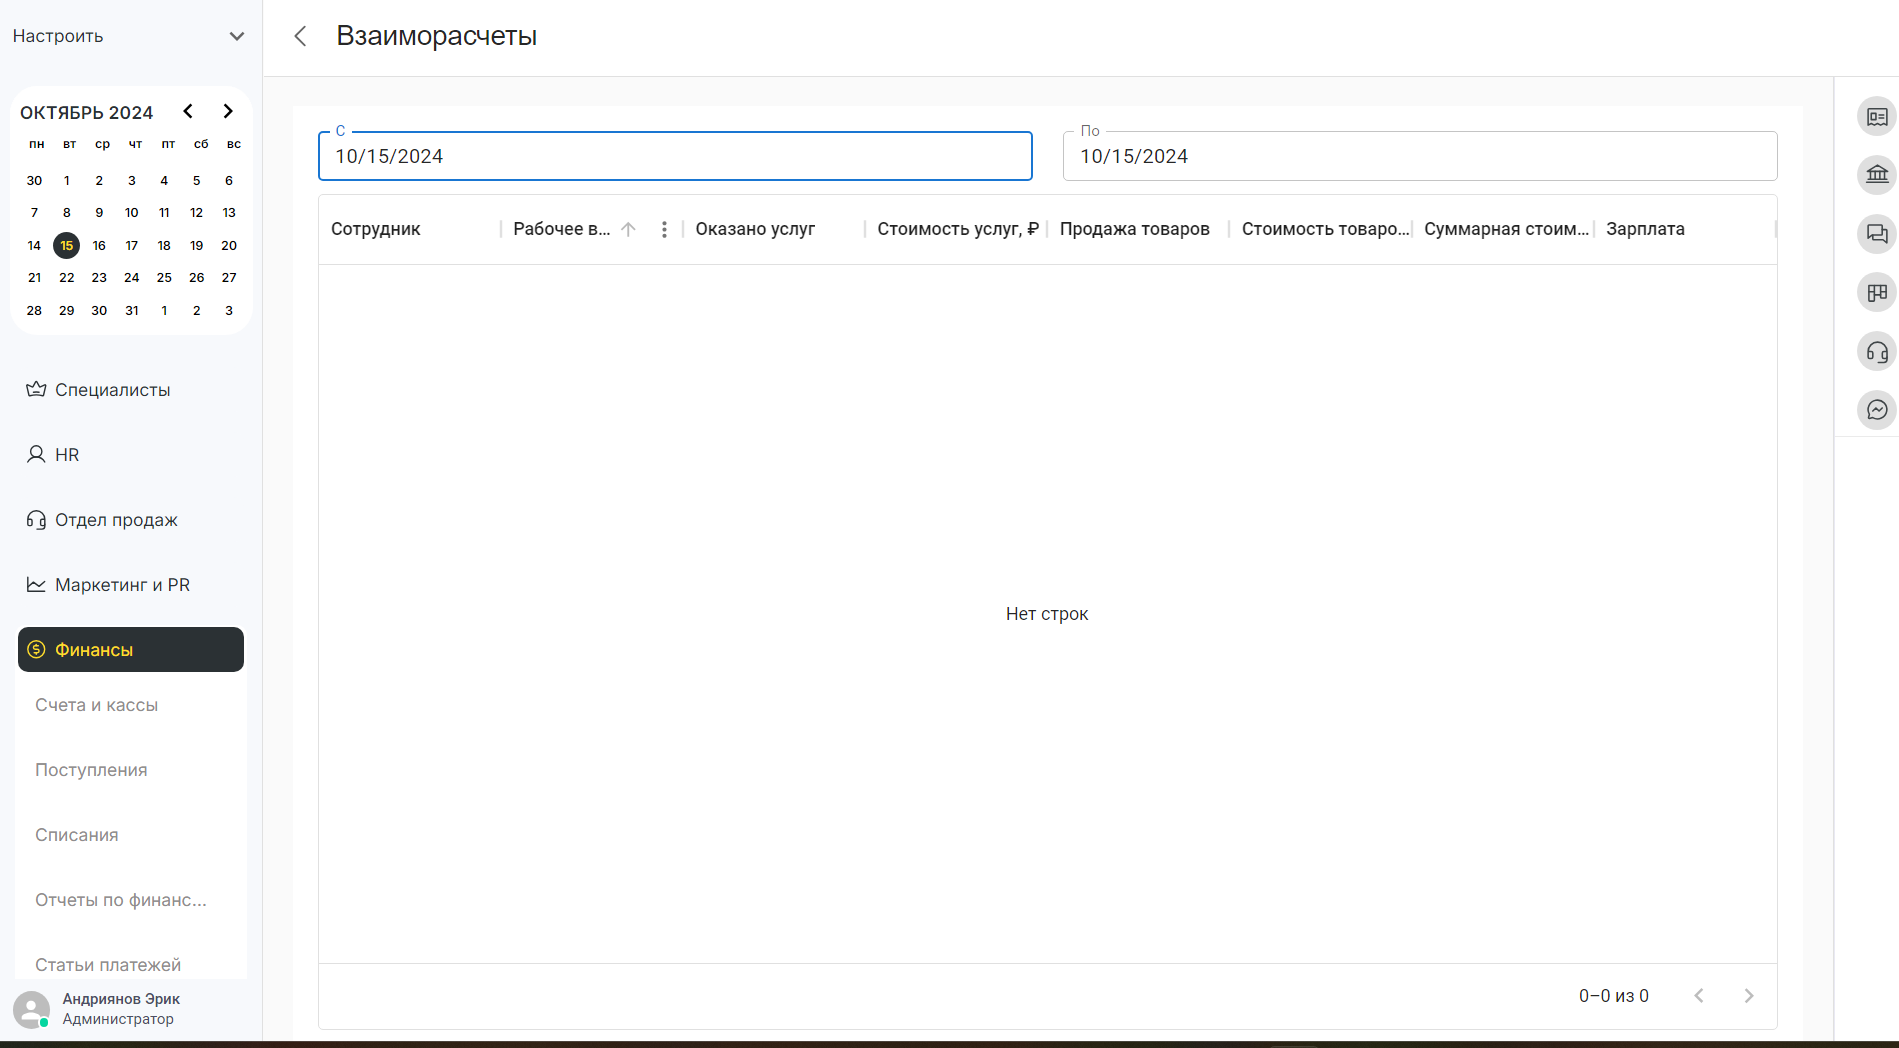 Настроить
Взаиморасчеты
ОКТЯБРЬ 2024
пн вт ср чт пт сб вс
30 1 2 3 4 5 6
7 8 9 10 11 12 13
14 15 16 17 18 19 20
21 22 23 24 25 26 27
28 29 30 31 1 2 3
Специалисты
HR
Отдел продаж
Маркетинг и PR
Финансы
Счета и кассы
Поступления
Списания
Отчеты по финанс...
Статьи платежей
Андриянов Эрик
Администратор
С
10/15/2024
По
10/15/2024
Сотрудник Рабочее в... Оказано услуг Стоимость услуг, ₽ Продажа товаров Стоимость товаро... Суммарная стоим... Зарплата
Нет строк
0–0 из 0